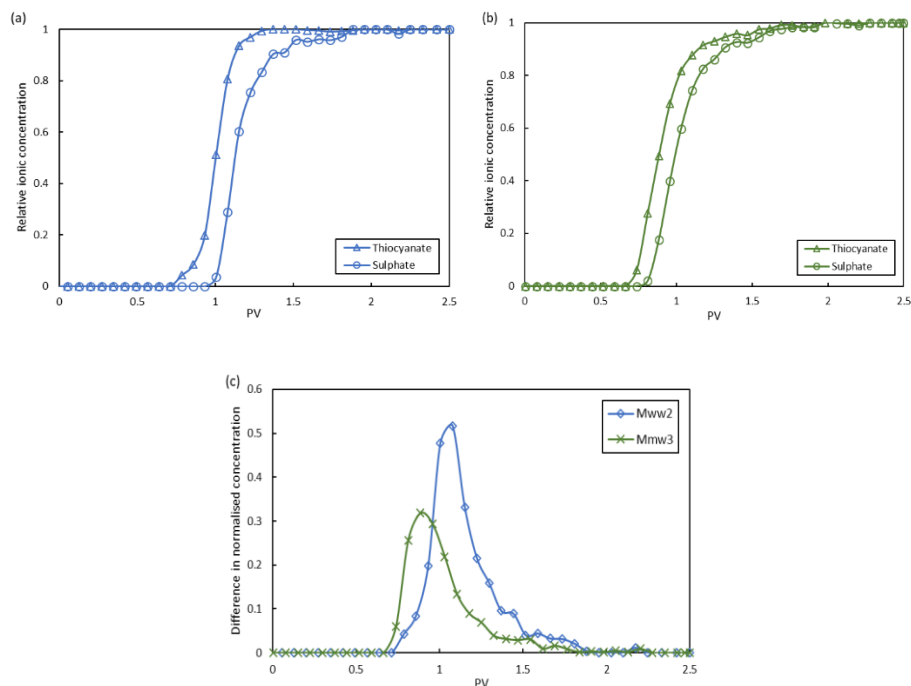 (a)
Relative ionic concentration
1
0.8
0.6
0.4
0.2
0
0
0.5
1
1.5
2
2.5
PV
Thiocyanate
Sulphate
(b)
Relative ionic concentration
1
0.8
0.6
0.4
0.2
0
0
0.5
1
1.5
2
2.5
PV
Thiocyanate
Sulphate
(c)
Difference in normalised concentration
0.6
0.5
0.4
0.3
0.2
0.1
0
0
0.5
1
1.5
2
2.5
PV
Mww2
Mmw3